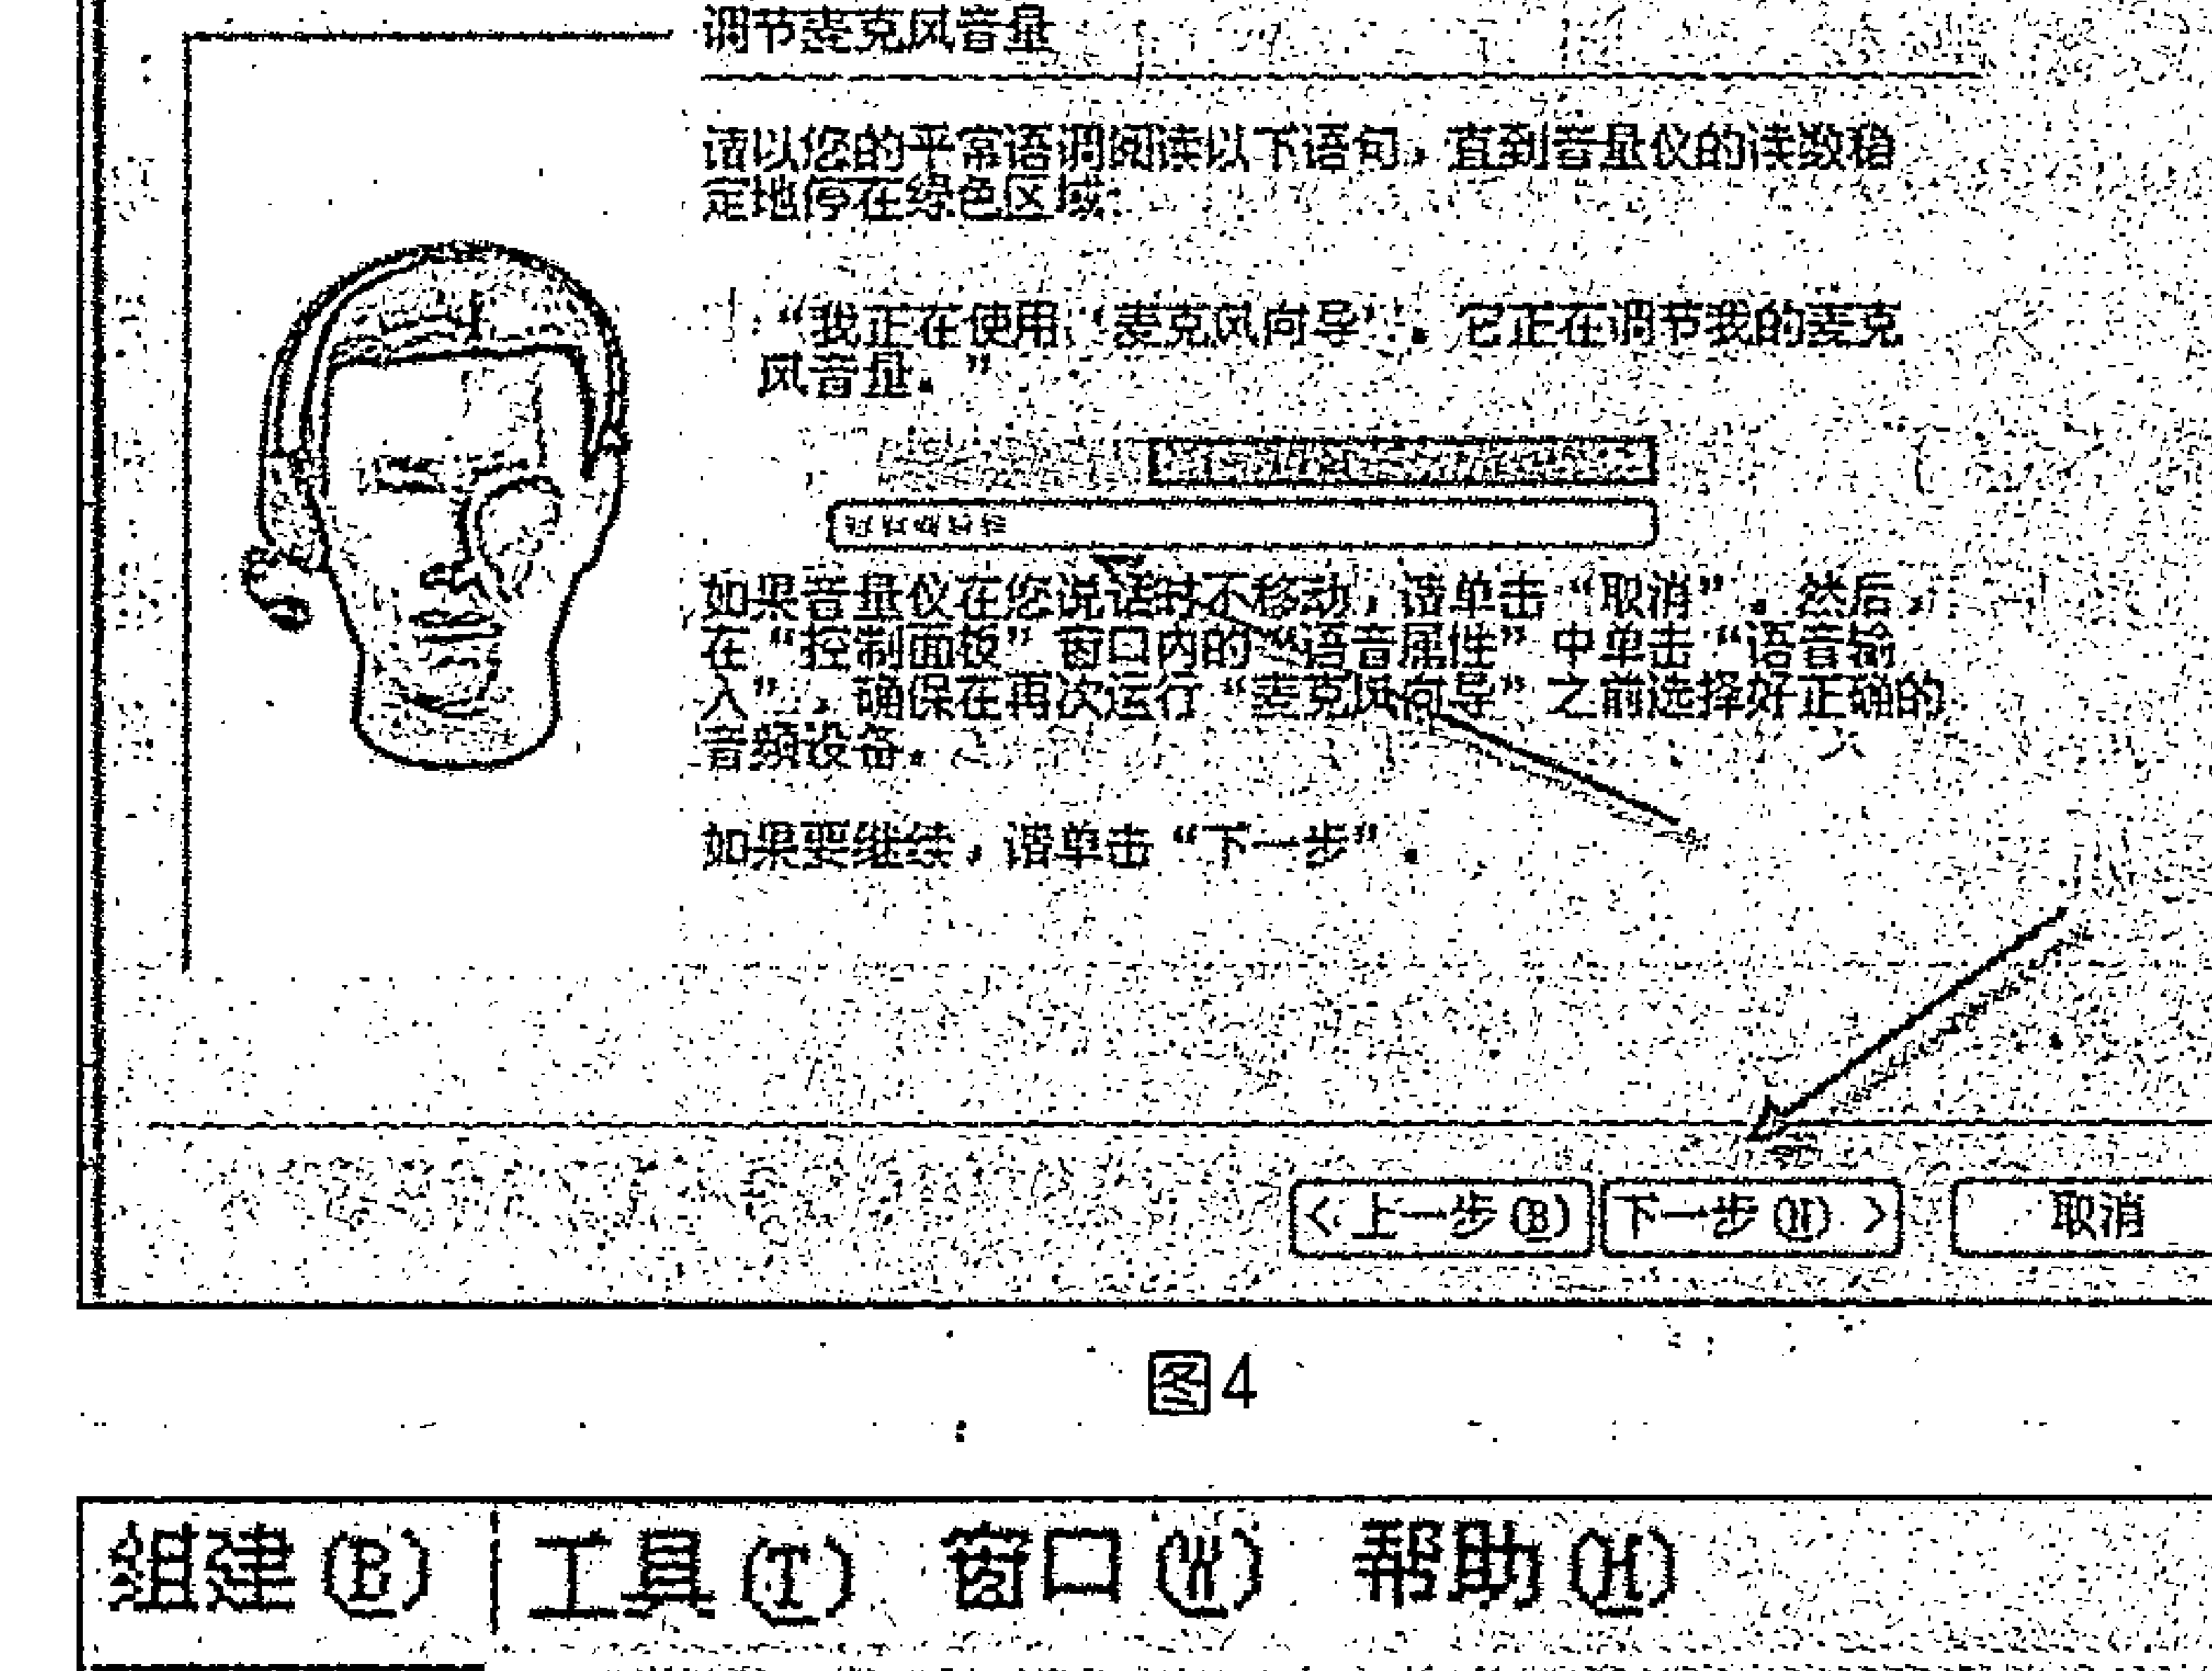 调节麦克风音量
请以您的平常语调阅读以下语句，直到音量仪的读数稳
定地停在绿色区域:
“我正在使用‘麦克风向导’。它正在调节我的麦克
风音量。”
如果音量仪在您说话时不移动，请单击“取消”。然后，
在“控制面板”窗口内的“语音属性”中单击“语音输
入”，确保在再次运行“麦克风向导”之前选择好正确的
音频设备。
如果要继续，请单击“下一步”。
< 上一步(B) 下一步(N) > 取消
图4
组建(B) 工具(T) 窗口(W) 帮助(H)